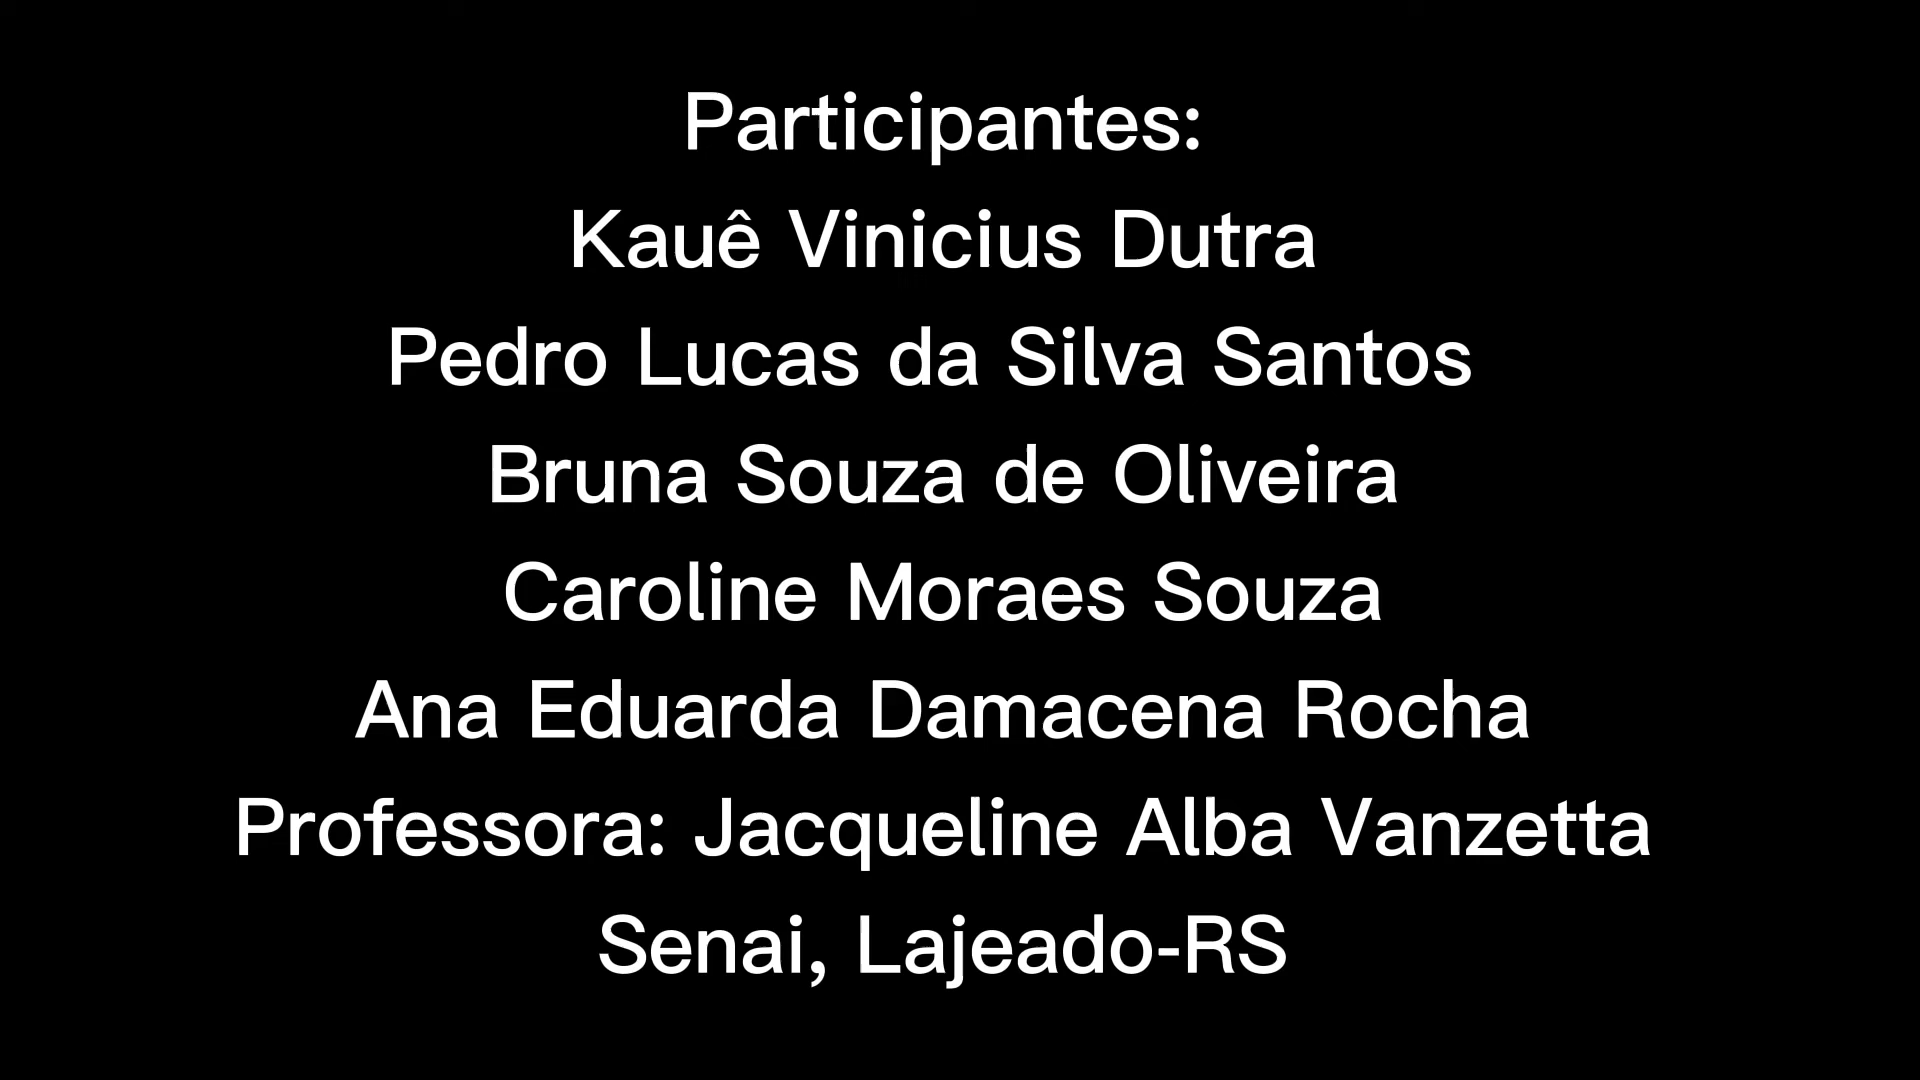 Participantes:
Kauê Vinicius Dutra
Pedro Lucas da Silva Santos
Bruna Souza de Oliveira
Caroline Moraes Souza
Ana Eduarda Damacena Rocha
Professora: Jacqueline Alba Vanzetta
Senai, Lajeado-RS